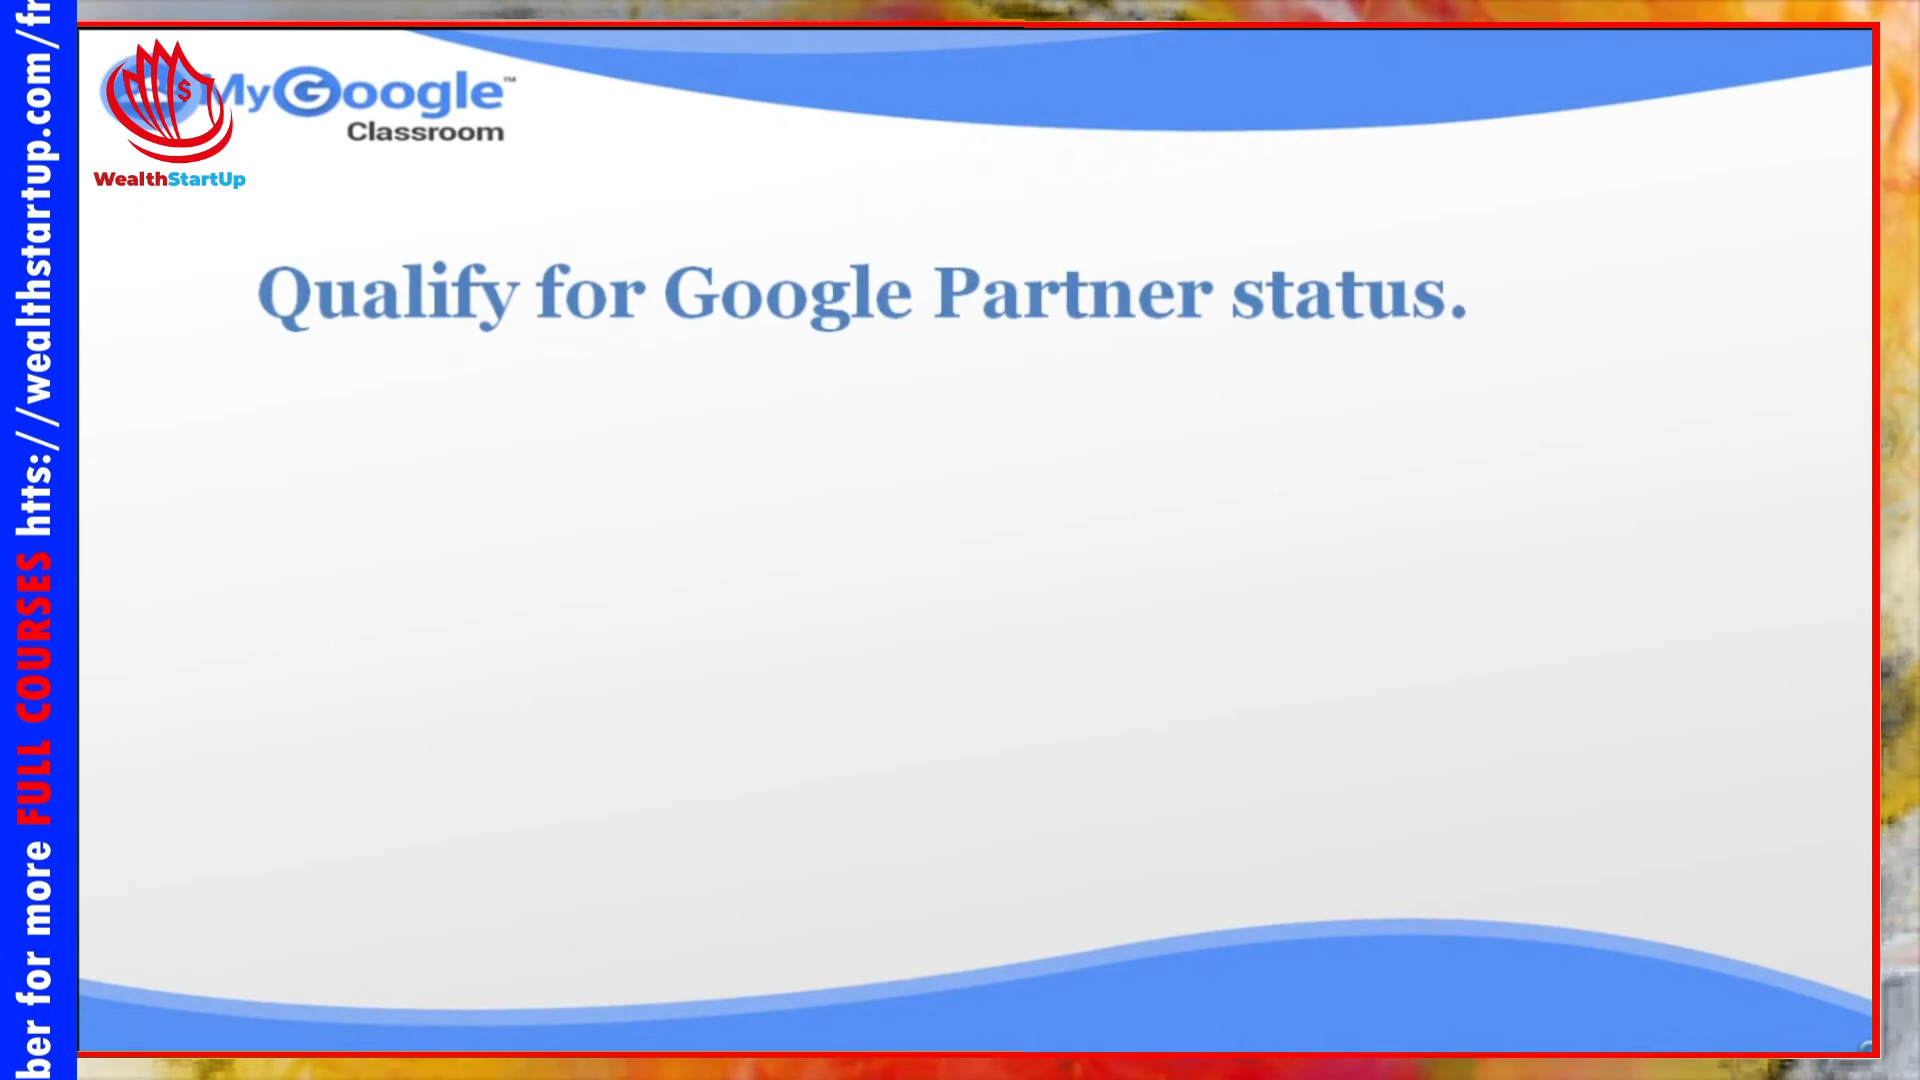 MyGoogle™
Classroom
WealthStartUp
Qualify for Google Partner status.
ber for more FULL COURSES htts://wealthstartup.com/fr